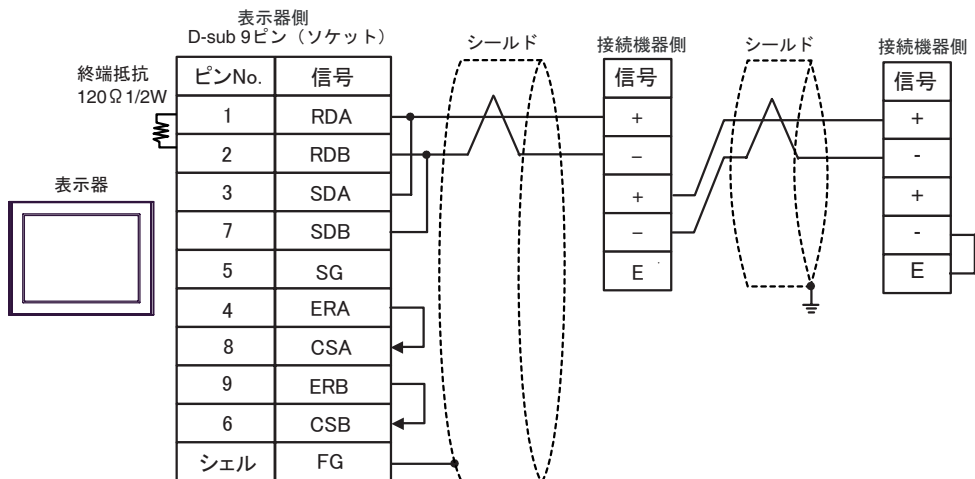 表示器側
D-sub 9ピン（ソケット）
終端抵抗
120Ω1/2W
表示器
ピンNo. 信号
1 RDA
2 RDB
3 SDA
7 SDB
5 SG
4 ERA
8 CSA
9 ERB
6 CSB
シェル FG
シールド
接続機器側
信号
+
−
+
−
E
シールド
接続機器側
信号
+
-
+
-
E